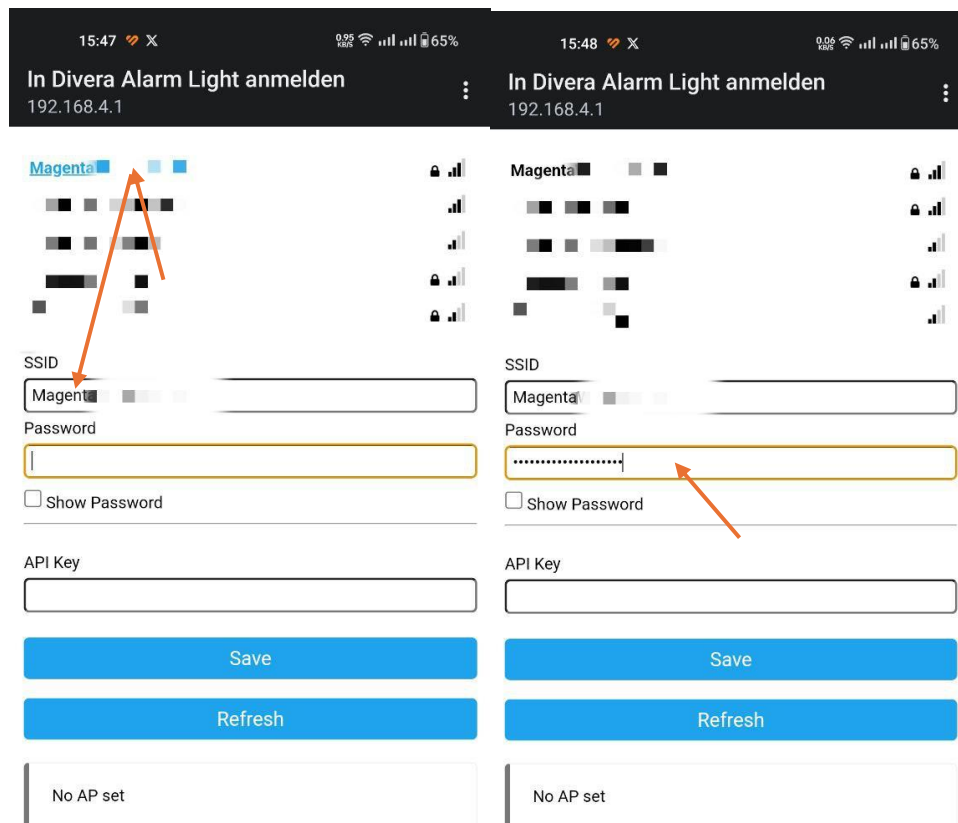 15:47 X 0.95 KB/S 65%
In Divera Alarm Light anmelden
192.168.4.1
Magenta
SSID
Magenta
Password
Show Password
API Key
Save
Refresh
No AP set
15:48 X 0.06 KB/S 65%
In Divera Alarm Light anmelden
192.168.4.1
Magenta
SSID
Magenta
Password
••••••••••••••••••••
Show Password
API Key
Save
Refresh
No AP set